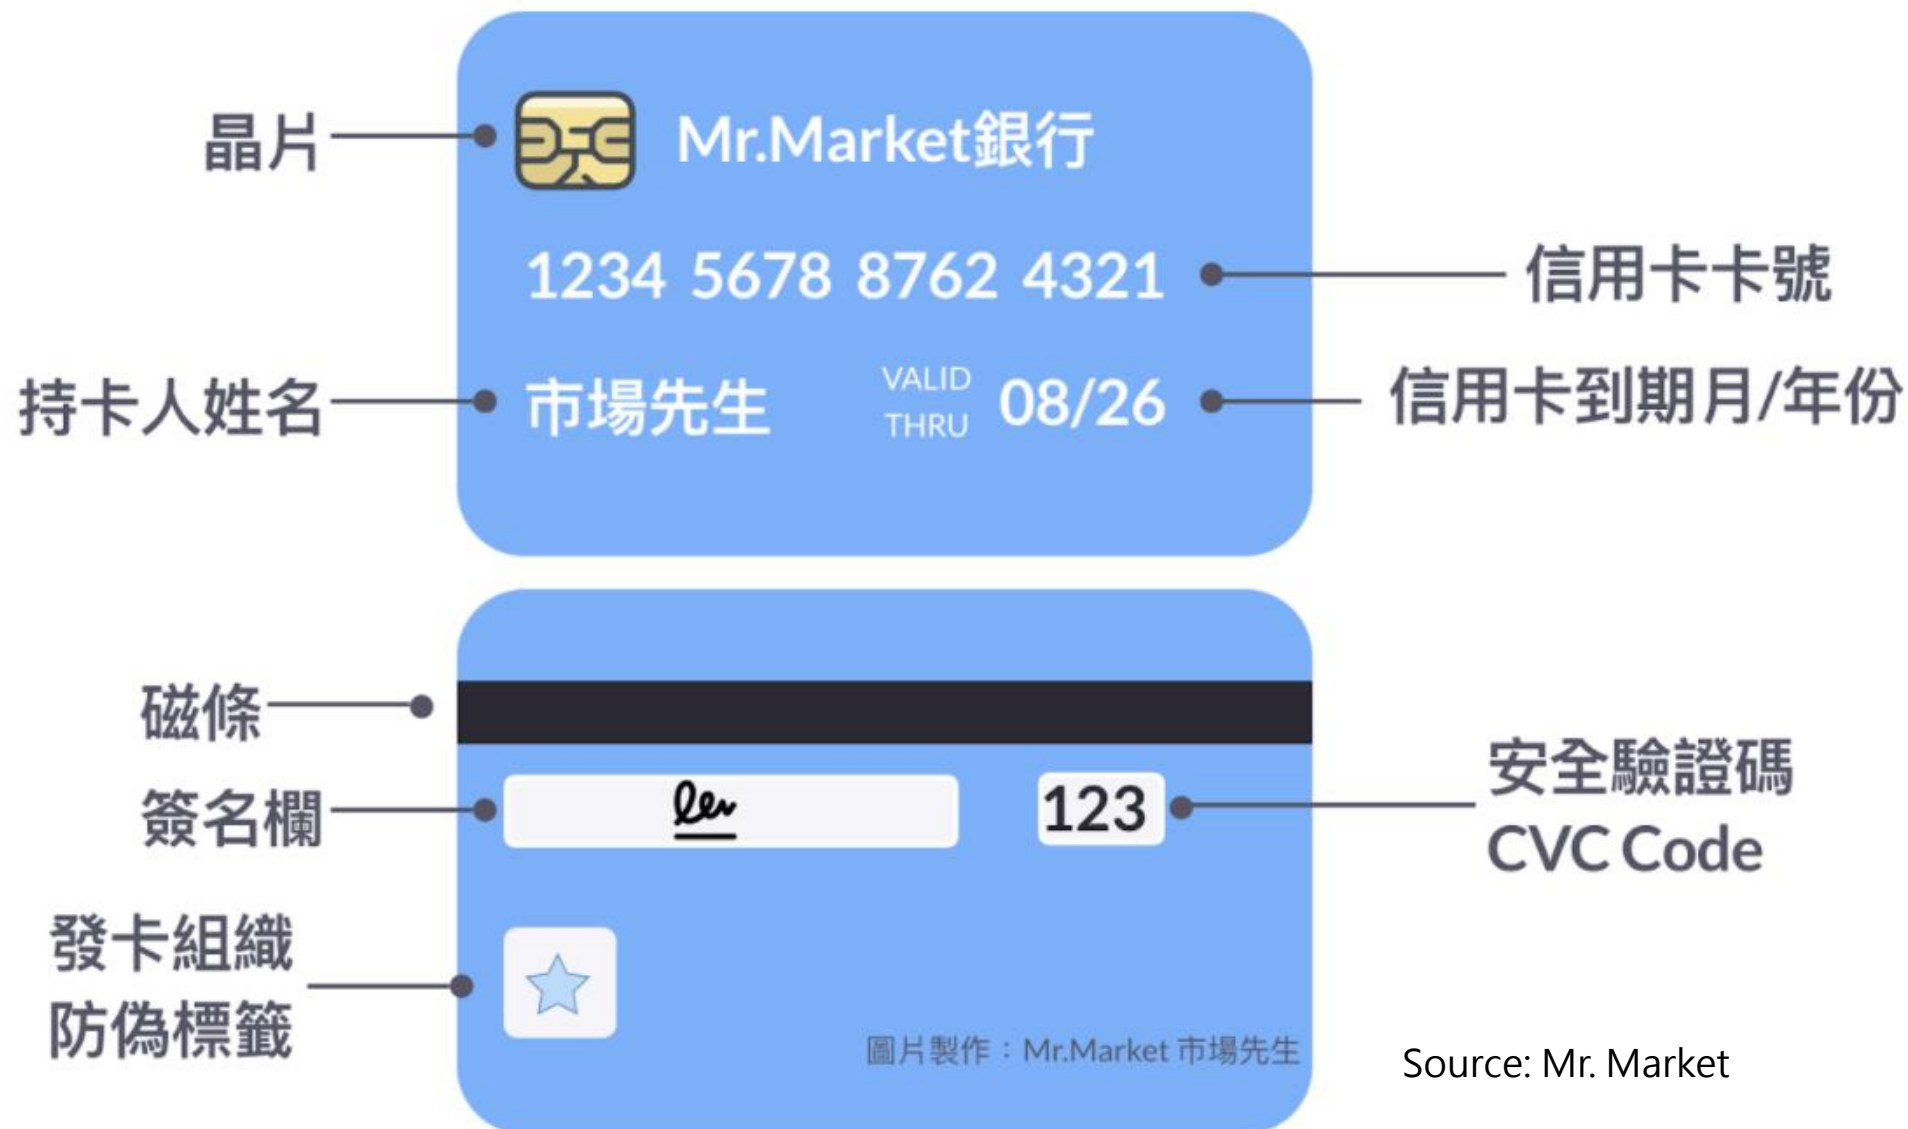 晶片
Mr.Market銀行
1234 5678 8762 4321
信用卡卡號
持卡人姓名
市場先生
VALID
THRU
08/26
信用卡到期月/年份
磁條
簽名欄
123
安全驗證碼
CVC Code
發卡組織
防偽標籤
圖片製作：Mr.Market 市場先生
Source: Mr. Market